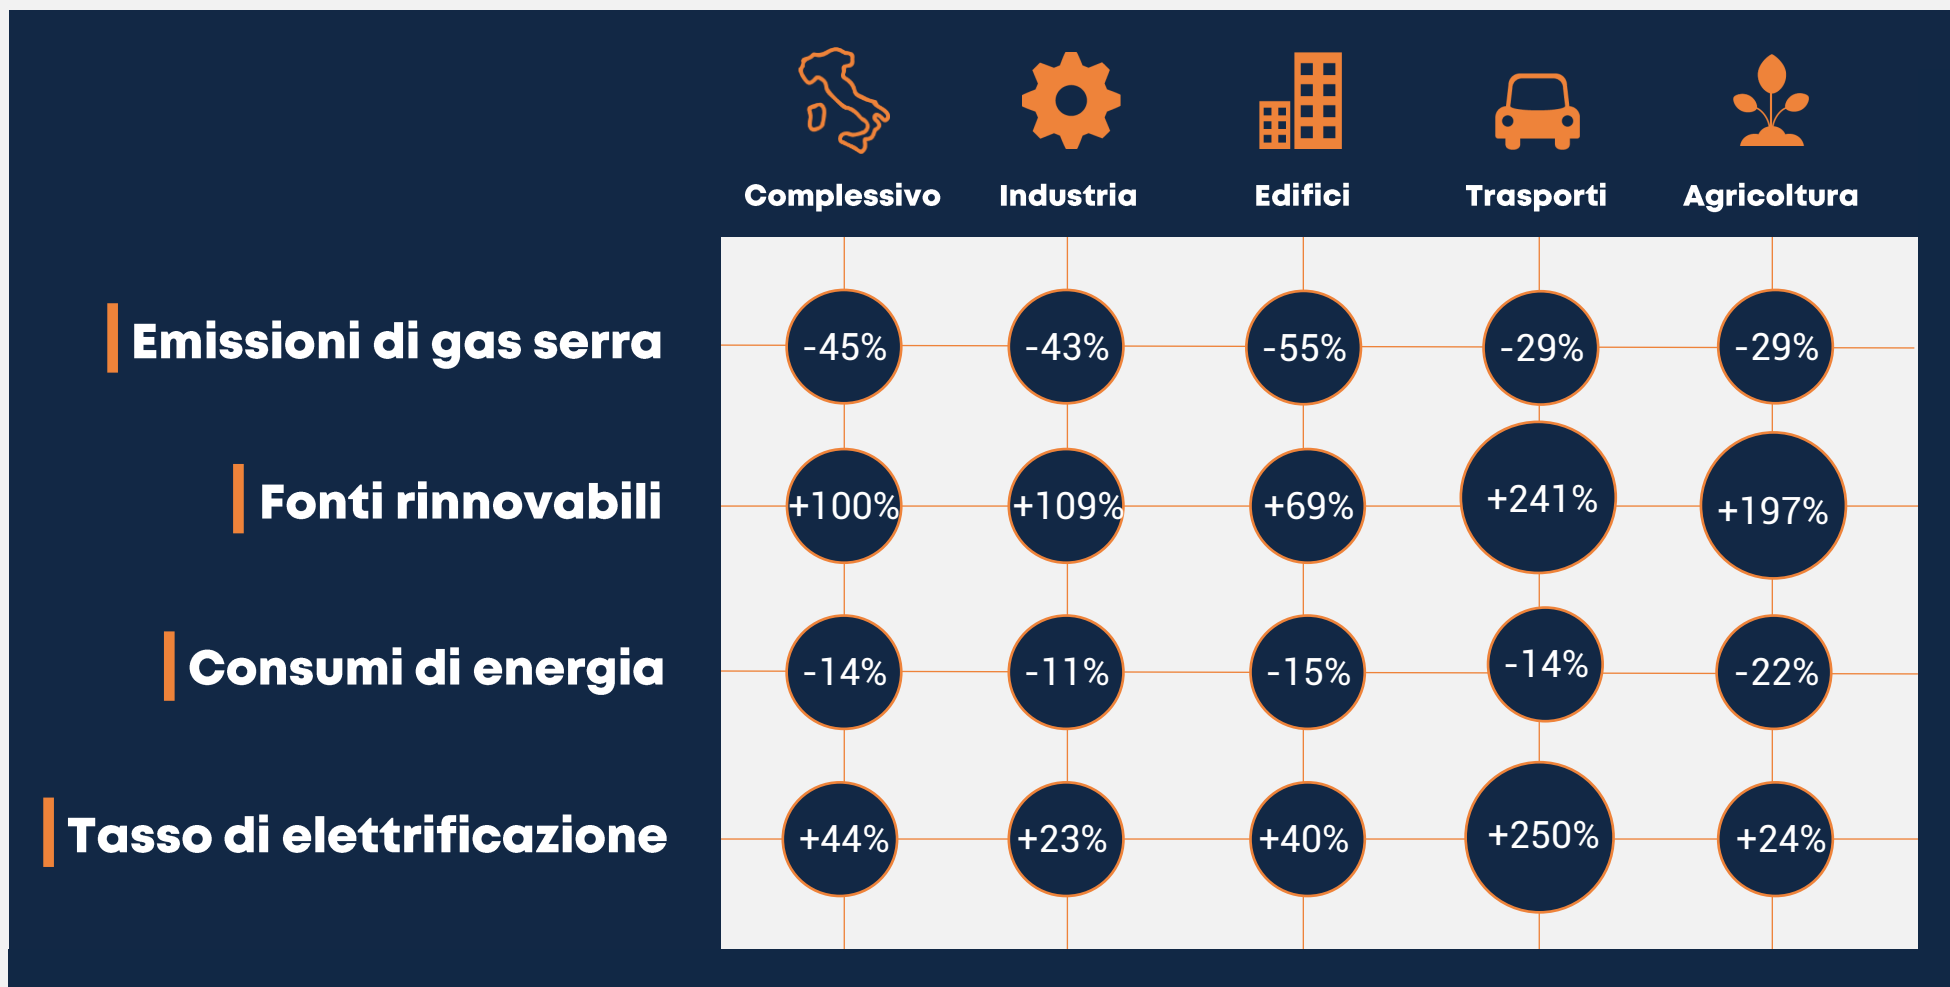 Complessivo Industria Edifici Trasporti Agricoltura
Emissioni di gas serra -45% -43% -55% -29% -29%
Fonti rinnovabili +100% +109% +69% +241% +197%
Consumi di energia -14% -11% -15% -14% -22%
Tasso di elettrificazione +44% +23% +40% +250% +24%